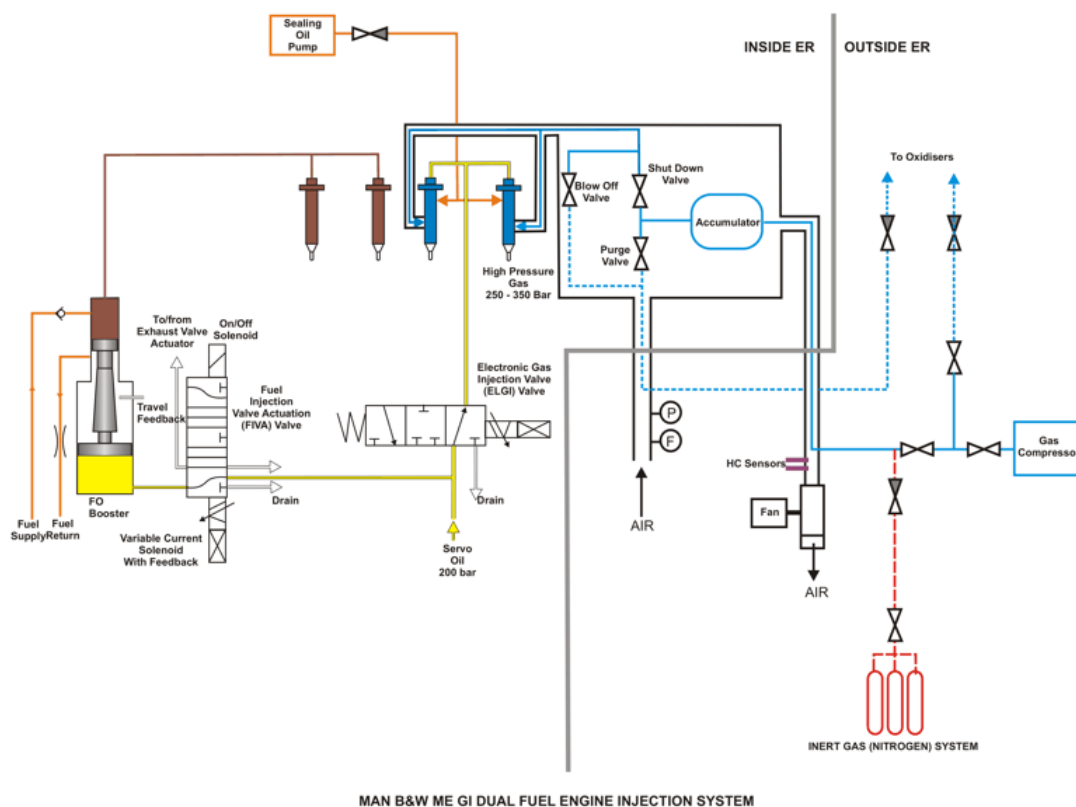 Sealing
Oil
Pump
INSIDE ER
OUTSIDE ER
To Oxidisers
Shut Down
Valve
Blow Off
Valve
Accumulator
Purge
Valve
High Pressure
Gas
250 - 350 Bar
To/from
Exhaust Valve
Actuator
On/Off
Solenoid
Electronic Gas
Injection Valve
(ELGI) Valve
Fuel
Injection
Valve Actuation
(FIVA) Valve
Travel
Feedback
P
F
HC Sensors
Gas
Compressor
FO
Booster
Drain
Drain
Fan
AIR
Fuel
Supply
Fuel
Return
Variable Current
Solenoid
With Feedback
Servo
Oil
200 bar
AIR
INERT GAS (NITROGEN) SYSTEM
MAN B&W ME GI DUAL FUEL ENGINE INJECTION SYSTEM